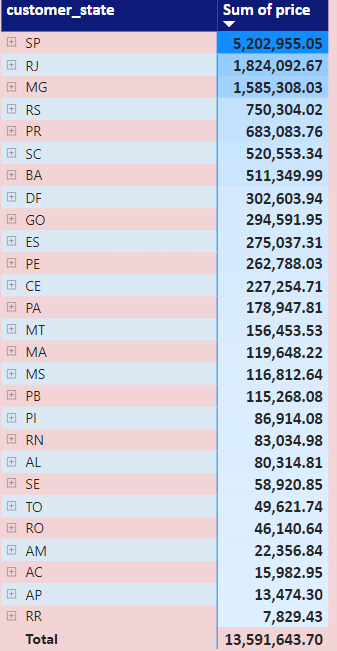 customer_state Sum of price
SP 5,202,955.05
RJ 1,824,092.67
MG 1,585,308.03
RS 750,304.02
PR 683,083.76
SC 520,553.34
BA 511,349.99
DF 302,603.94
GO 294,591.95
ES 275,037.31
PE 262,788.03
CE 227,254.71
PA 178,947.81
MT 156,453.53
MA 119,648.22
MS 116,812.64
PB 115,268.08
PI 86,914.08
RN 83,034.98
AL 80,314.81
SE 58,920.85
TO 49,621.74
RO 46,140.64
AM 22,356.84
AC 15,982.95
AP 13,474.30
RR 7,829.43
Total 13,591,643.70